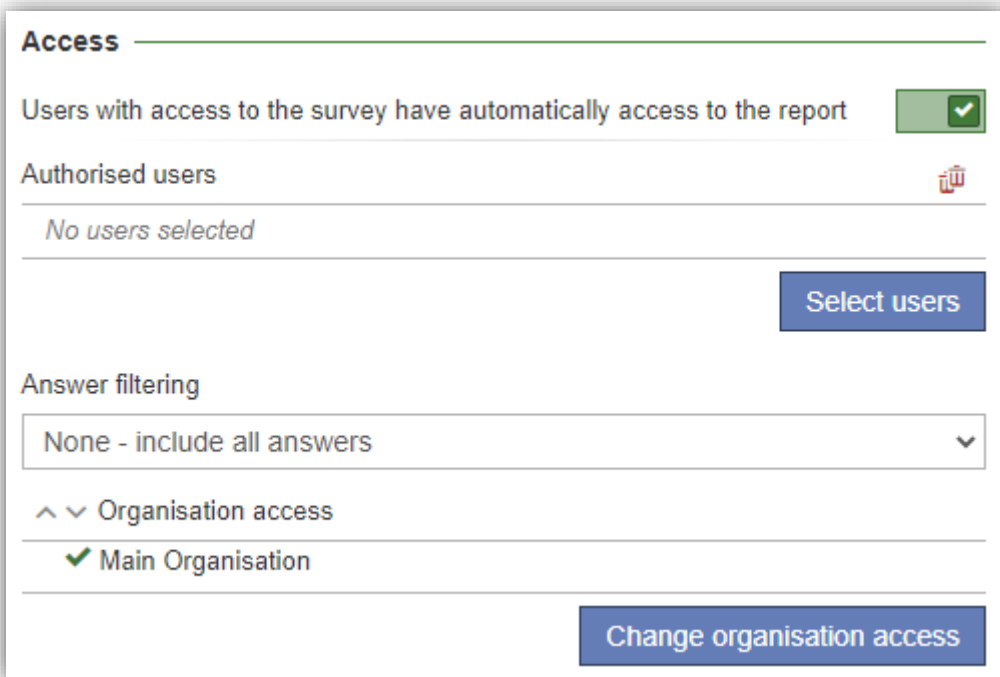 Access
Users with access to the survey have automatically access to the report
Authorised users
No users selected
Select users
Answer filtering
None - include all answers
Organisation access
Main Organisation
Change organisation access